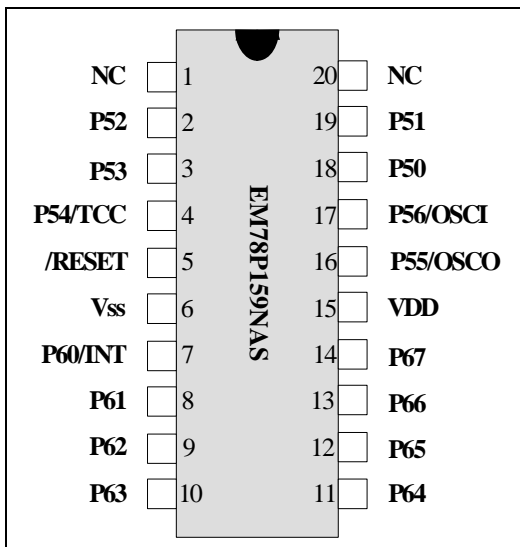 NC 1 20 NC
P52 2 19 P51
P53 3 18 P50
P54/TCC 4 17 P56/OSCI
/RESET 5 16 P55/OSCO
Vss 6 15 VDD
P60/INT 7 14 P67
P61 8 13 P66
P62 9 12 P65
P63 10 11 P64
EM78P159NAS